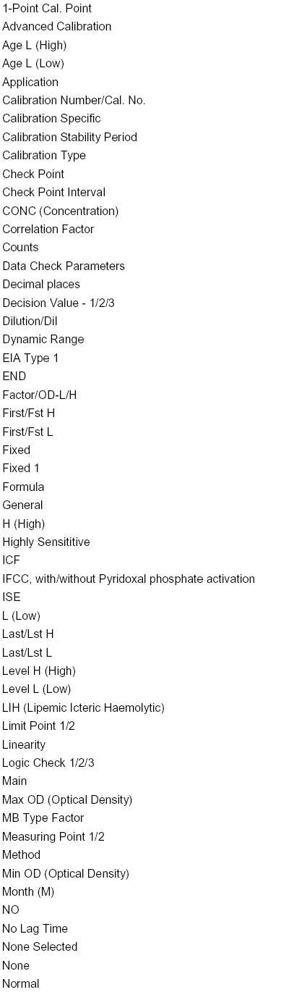 1-Point Cal. Point
Advanced Calibration
Age L (High)
Age L (Low)
Application
Calibration Number/Cal. No.
Calibration Specific
Calibration Stability Period
Calibration Type
Check Point
Check Point Interval
CONC (Concentration)
Correlation Factor
Counts
Data Check Parameters
Decimal places
Decision Value - 1/2/3
Dilution/Dil
Dynamic Range
EIA Type 1
END
Factor/OD-L/H
First/Fst H
First/Fst L
Fixed
Fixed 1
Formula
General
H (High)
Highly Sensititive
ICF
IFCC, with/without Pyridoxal phosphate activation
ISE
L (Low)
Last/Lst H
Last/Lst L
Level H (High)
Level L (Low)
LIH (Lipemic Icteric Haemolytic)
Limit Point 1/2
Linearity
Logic Check 1/2/3
Main
Max OD (Optical Density)
MB Type Factor
Measuring Point 1/2
Method
Min OD (Optical Density)
Month (M)
NO
No Lag Time
None Selected
None
Normal